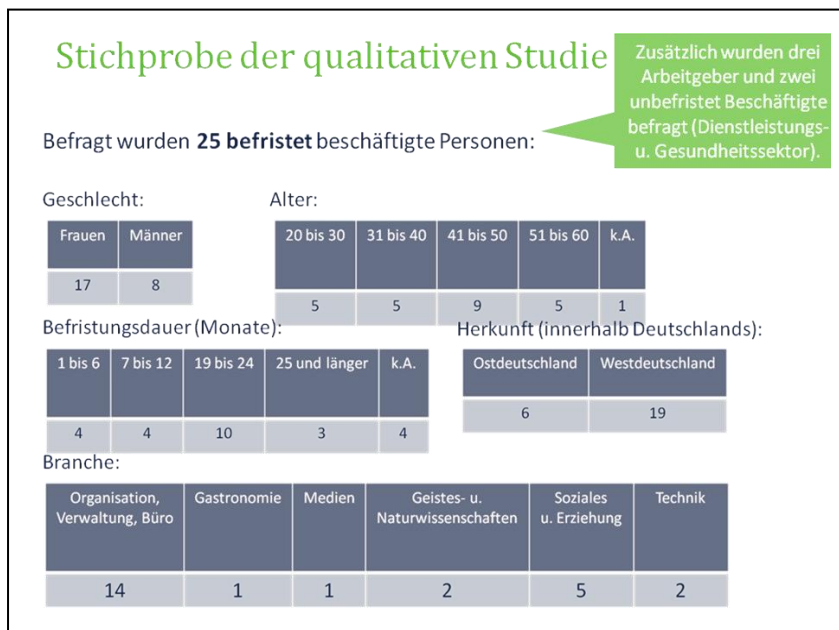 Stichprobe der qualitativen Studie
Zusätzlich wurden drei
Arbeitgeber und zwei
unbefristet Beschäftigte
befragt (Dienstleistungs-
u. Gesundheitssektor).
Befragt wurden 25 befristet beschäftigte Personen:
Geschlecht:
Frauen Männer
17 8
Alter:
20 bis 30 31 bis 40 41 bis 50 51 bis 60 k.A.
5 5 9 5 1
Befristungsdauer (Monate):
1 bis 6 7 bis 12 19 bis 24 25 und länger k.A.
4 4 10 3 4
Herkunft (innerhalb Deutschlands):
Ostdeutschland Westdeutschland
6 19
Branche:
Organisation, Gastronomie Medien Geistes- u. Soziales Technik
Verwaltung, Büro Naturwissenschaften u. Erziehung
14 1 1 2 5 2